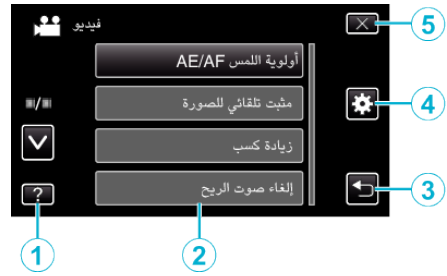 فيديو
5
أولوية اللمس AE/AF
مثبت تلقائي للصورة
4
زيادة كسب
إلغاء صوت الريح
3
?
1
2